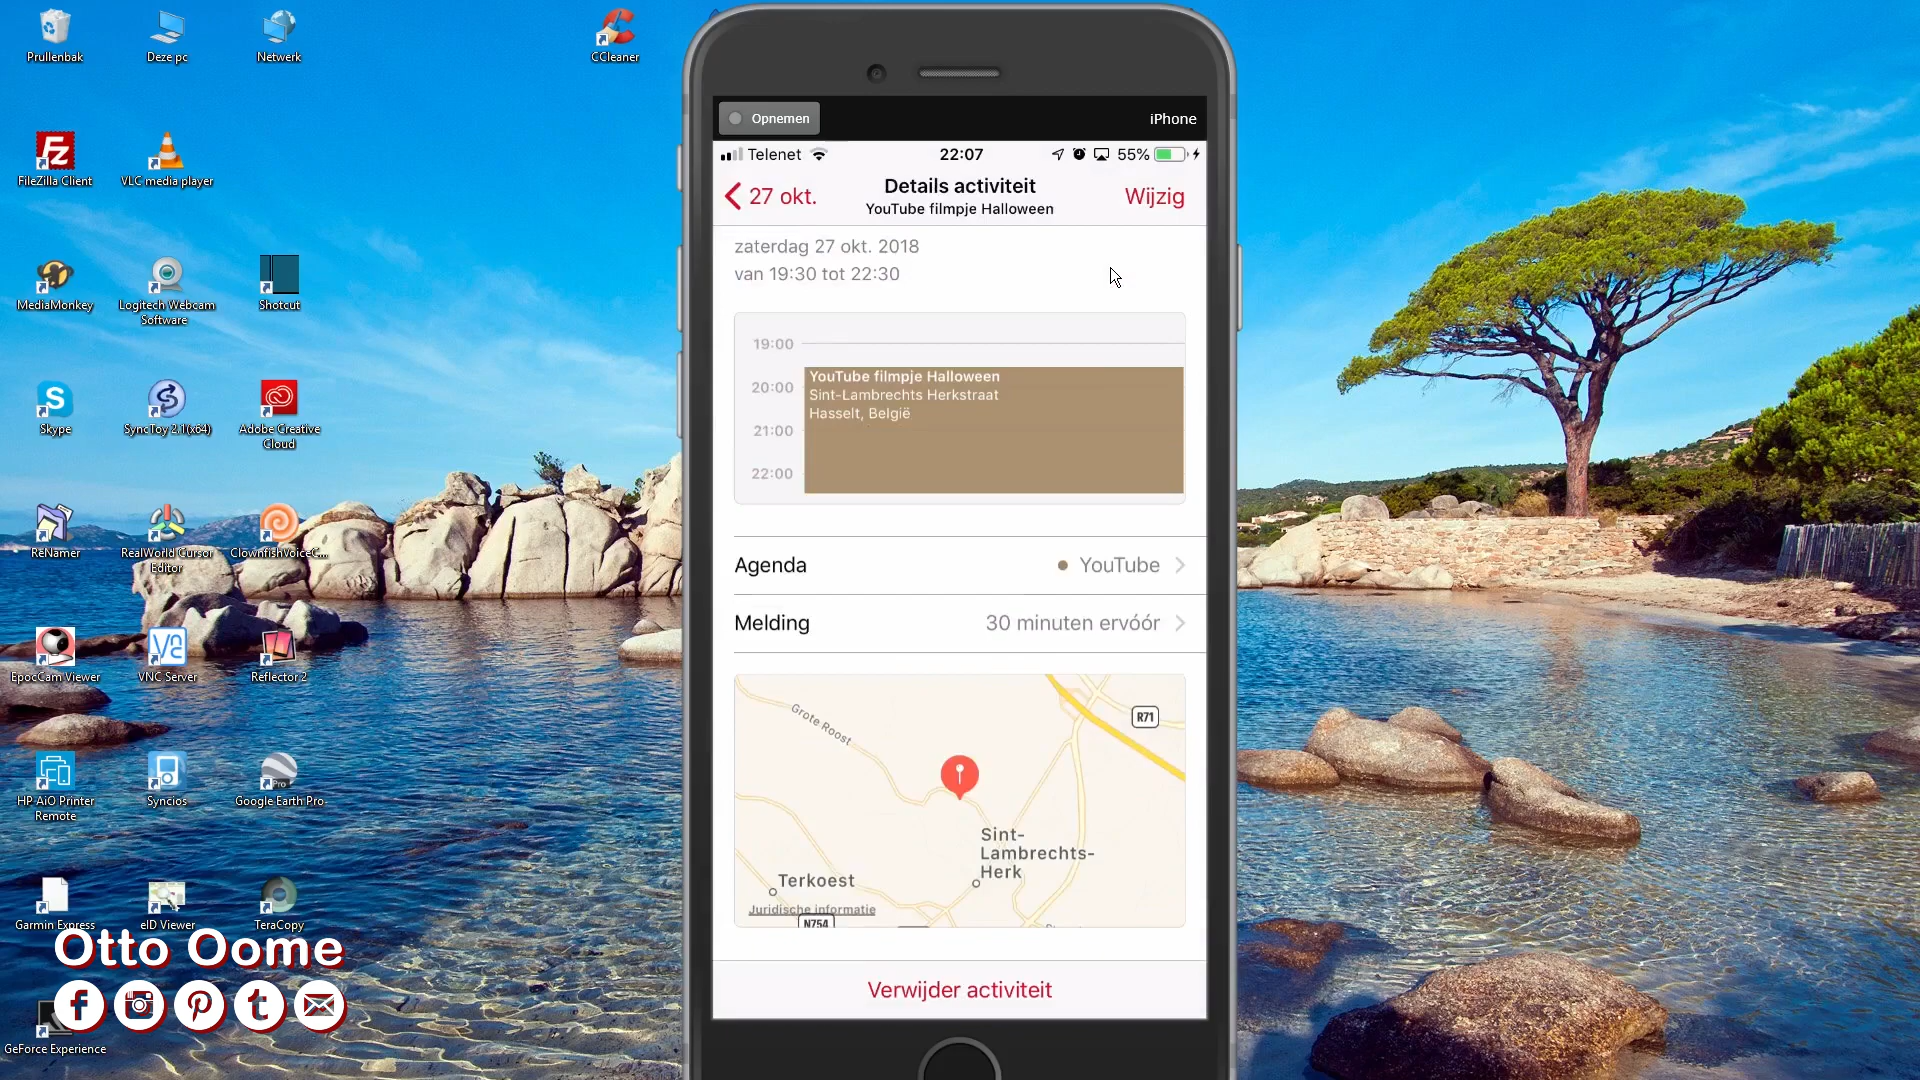 Prullenbak
Deze pc
Netwerk
CCleaner
FileZilla Client
VLC media player
MediaMonkey
Logitech Webcam
Software
Shotcut
Skype
SyncToy 2.1(x64)
Adobe Creative
Cloud
ReNamer
RealWorld Cursor
Editor
ClownfishVoiceC...
EpocCam Viewer
VNC Server
Reflector 2
HP AiO Printer
Remote
Syncios
Google Earth Pro
Garmin Express
eID Viewer
TeraCopy
GeForce Experience
Otto Oome
Opnemen
iPhone
Telenet
22:07
55%
27 okt.
Details activiteit
YouTube filmpje Halloween
Wijzig
zaterdag 27 okt. 2018
van 19:30 tot 22:30
19:00
20:00
21:00
22:00
YouTube filmpje Halloween
Sint-Lambrechts Herkstraat
Hasselt, België
Agenda
YouTube
Melding
30 minuten ervóór
Grote Roost
R71
Sint-
Lambrechts-
Herk
Terkoest
Juridische informatie
N754
Verwijder activiteit